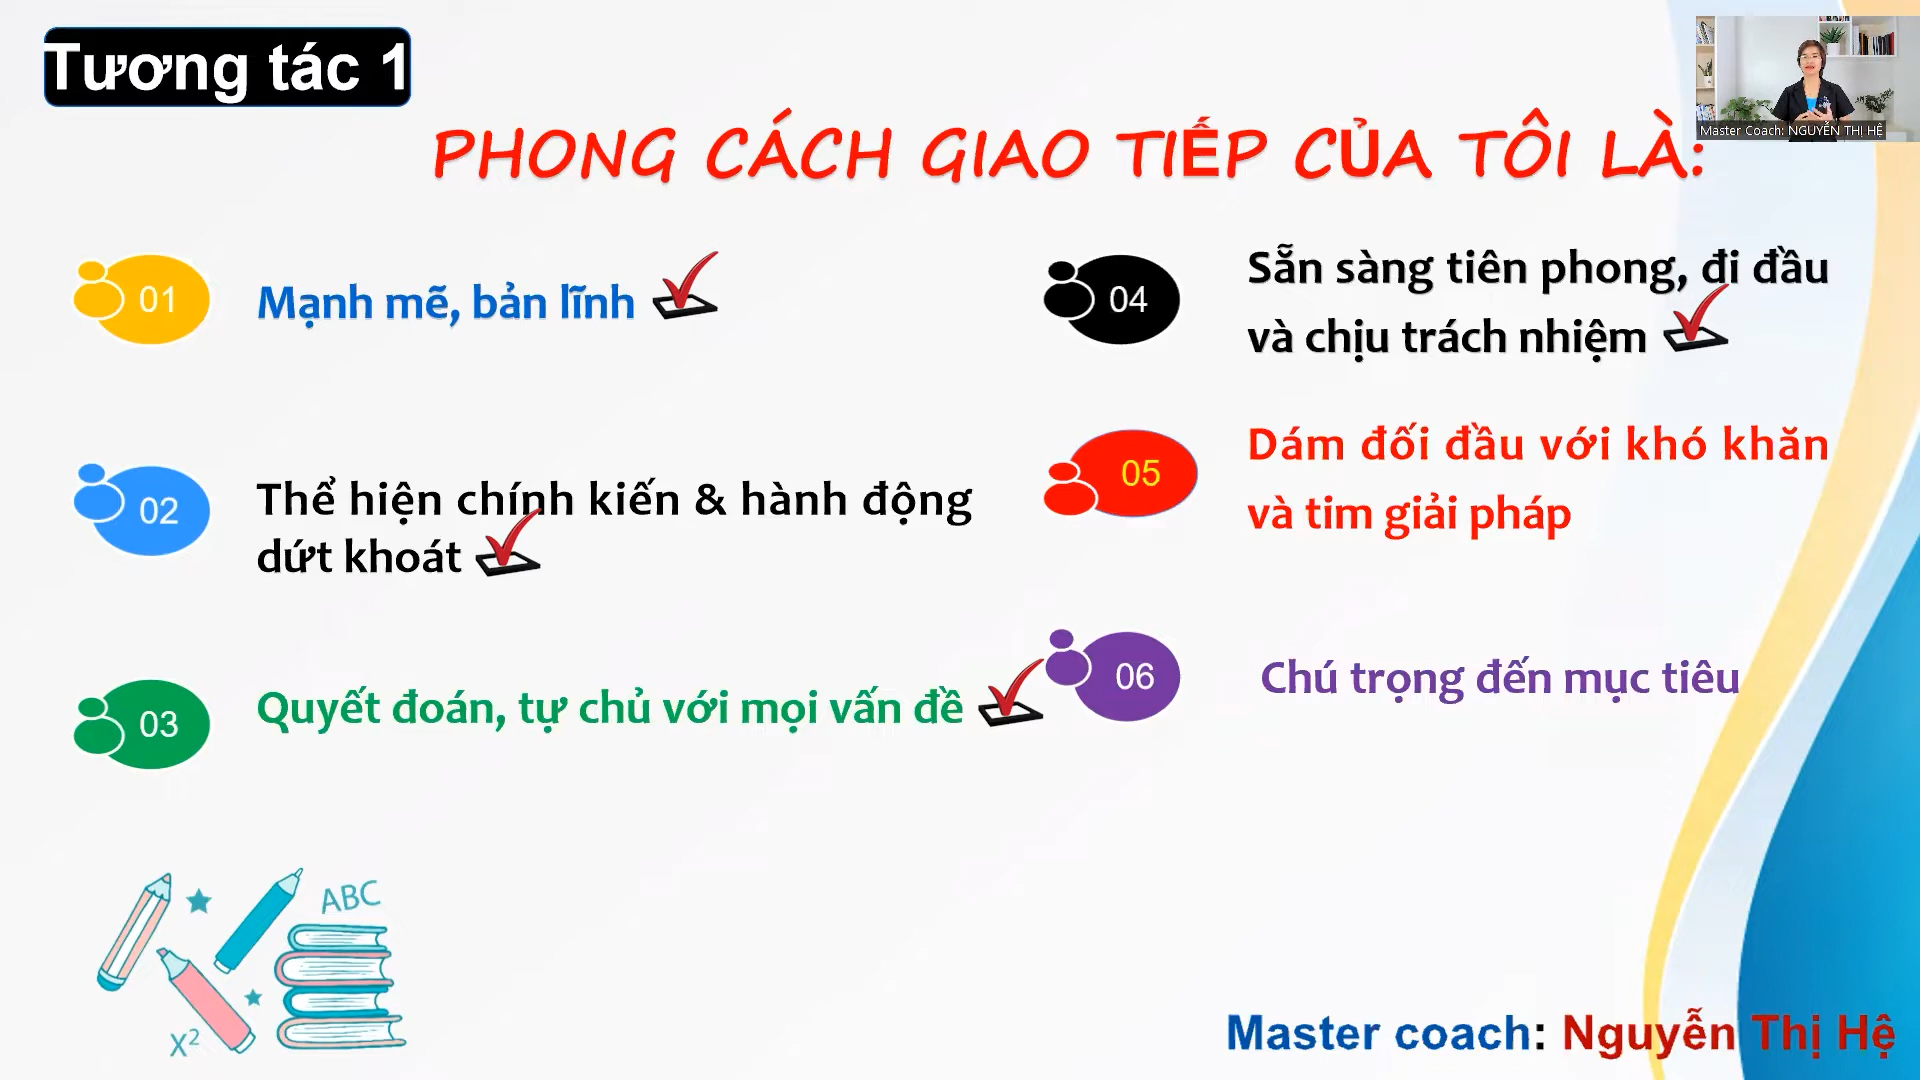 Tương tác 1
Master Coach: NGUYỄN THỊ HỆ
PHONG CÁCH GIAO TIẾP CỦA TÔI LÀ:
01
Mạnh mẽ, bản lĩnh
02
Thể hiện chính kiến & hành động
dứt khoát
03
Quyết đoán, tự chủ với mọi vấn đề
04
Sẵn sàng tiên phong, đi đầu
và chịu trách nhiệm
05
Dám đối đầu với khó khăn
và tim giải pháp
06
Chú trọng đến mục tiêu
ABC
X²
Master coach: Nguyễn Thị Hệ